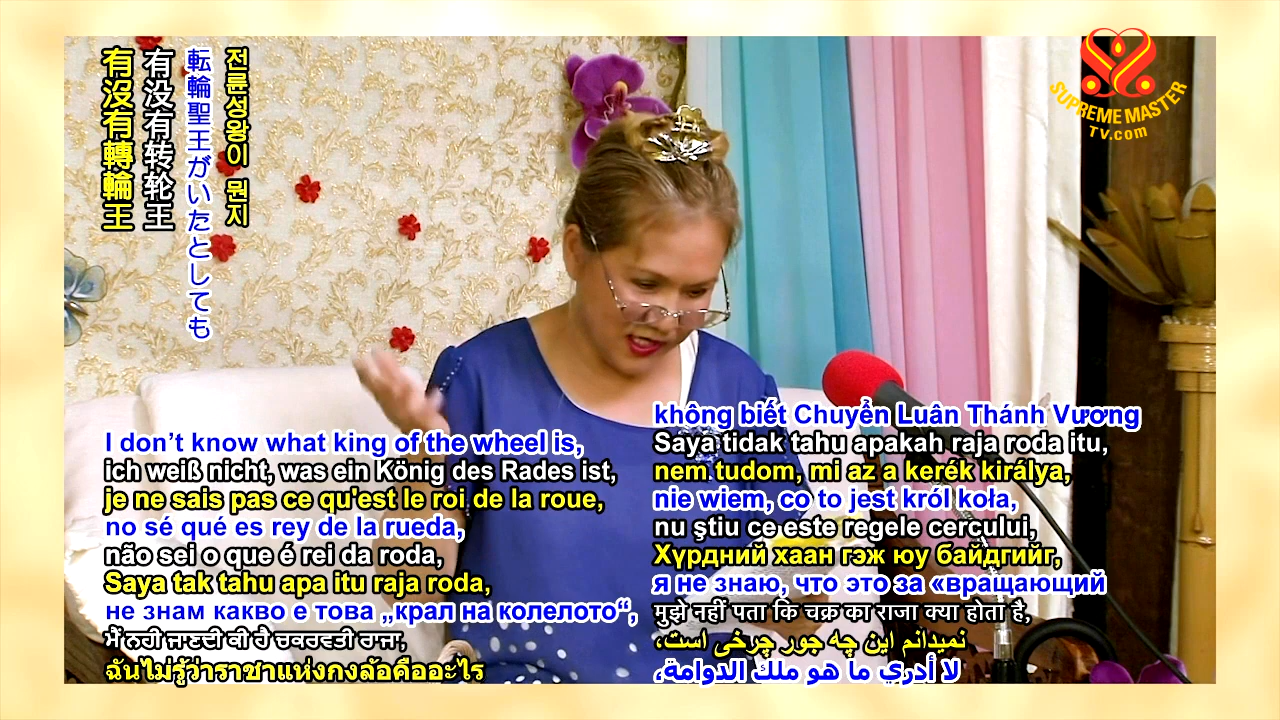 有沒有轉輪王
有没有转轮王
転輪聖王がいたとしても
전륜성왕이 뭔지
SUPREME MASTER
TV.com
I don’t know what king of the wheel is,
ich weiß nicht, was ein König des Rades ist,
je ne sais pas ce qu'est le roi de la roue,
no sé qué es rey de la rueda,
não sei o que é rei da roda,
Saya tak tahu apa itu raja roda,
не знам какво е това „крал на колелото“,
ਮੈਂ ਨਹੀ ਜਾਣਦੀ ਕੀ ਹੈ ਚਕਰਵਤੀ ਰਾਜਾ,
ฉันไม่รู้ว่าราชาแห่งกงล้อคืออะไร
không biết Chuyển Luân Thánh Vương
Saya tidak tahu apakah raja roda itu,
nem tudom, mi az a kerék királya,
nie wiem, co to jest król koła,
nu ştiu ce este regele cercului,
Хүрдний хаан гэж юу байдгийг,
я не знаю, что это за «вращающий
मुझे नहीं पता कि चक्र का राजा क्या होता है,
نمیدانم این چه جور چرخی است،
لا أدري ما هو ملك الدوامة،